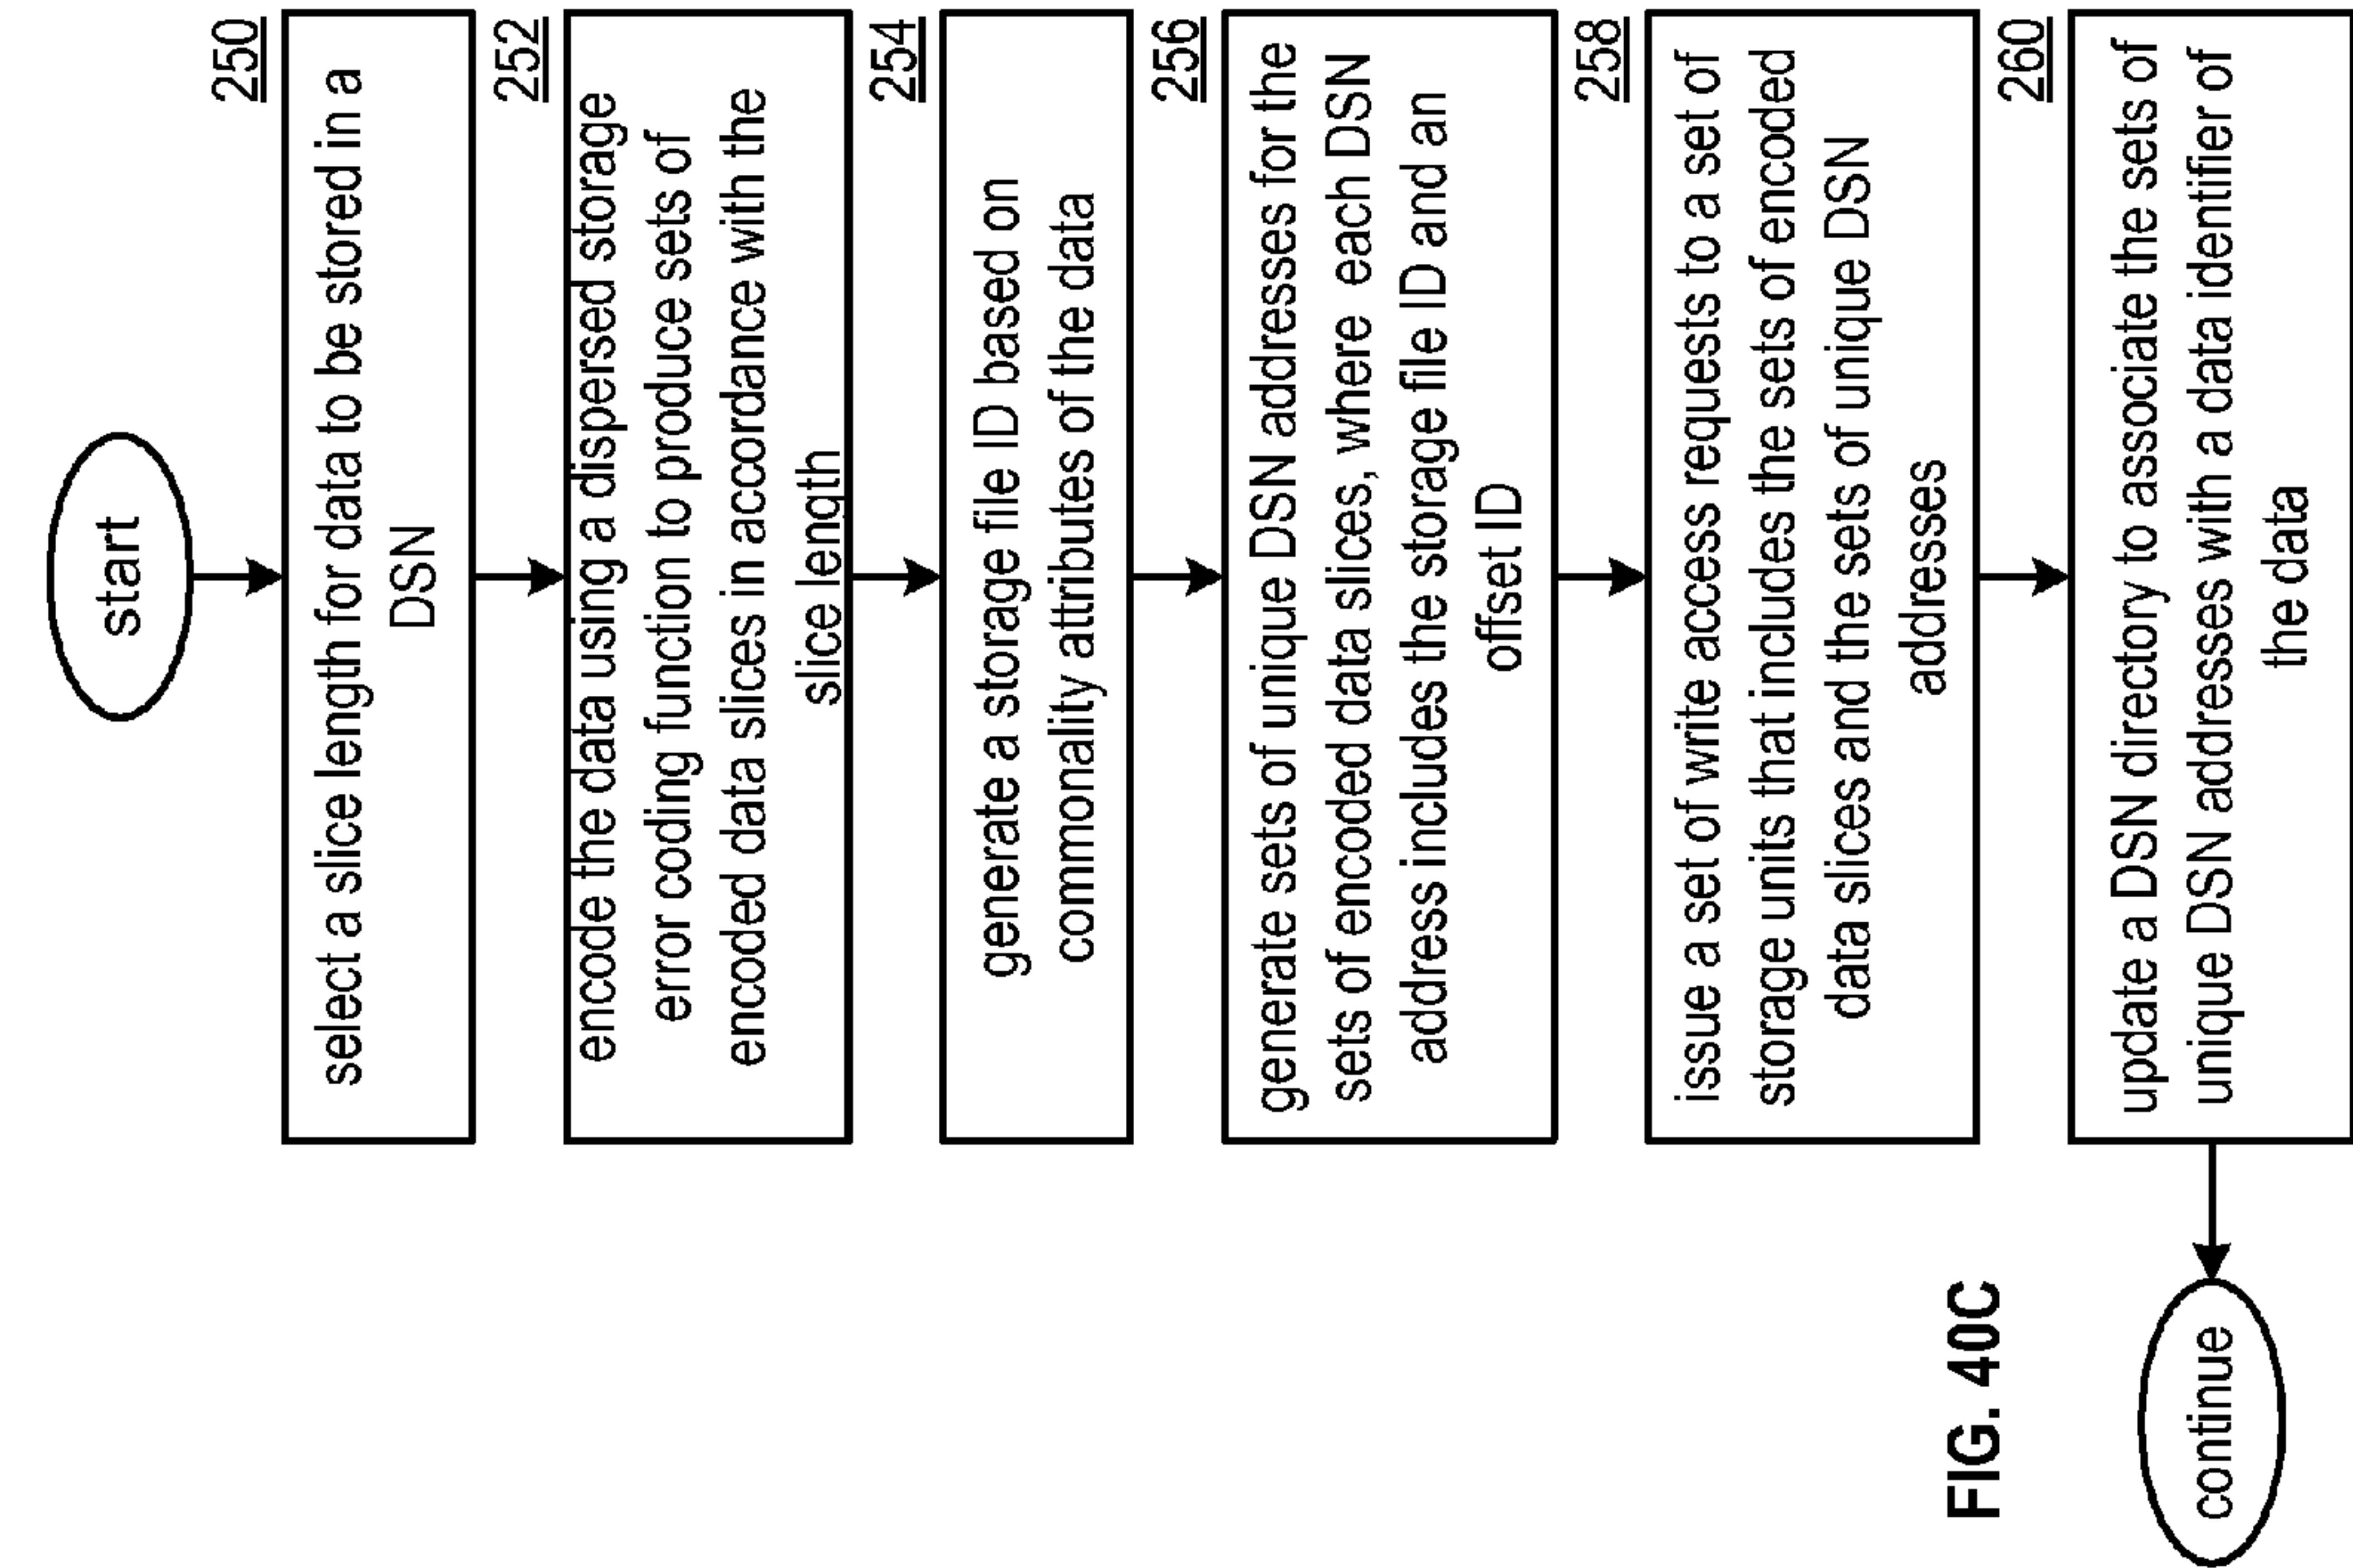 start
250
select a slice length for data to be stored in a
DSN
252
encode the data using a dispersed storage
error coding function to produce sets of
encoded data slices in accordance with the
slice length
254
generate a storage file ID based on
commonality attributes of the data
256
generate sets of unique DSN addresses for the
sets of encoded data slices, where each DSN
address includes the storage file ID and an
offset ID
258
issue a set of write access requests to a set of
storage units that includes the sets of encoded
data slices and the sets of unique DSN
addresses
260
update a DSN directory to associate the sets of
unique DSN addresses with a data identifier of
the data
continue
FIG. 40C